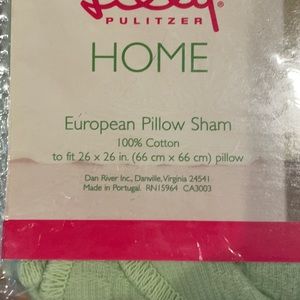 Lilly
PULITZER®
HOME
European Pillow Sham
100% Cotton
to fit 26 x 26 in. (66 cm x 66 cm) pillow
Dan River Inc., Danville, Virginia 24541
Made in Portugal. RN15964 CA3003